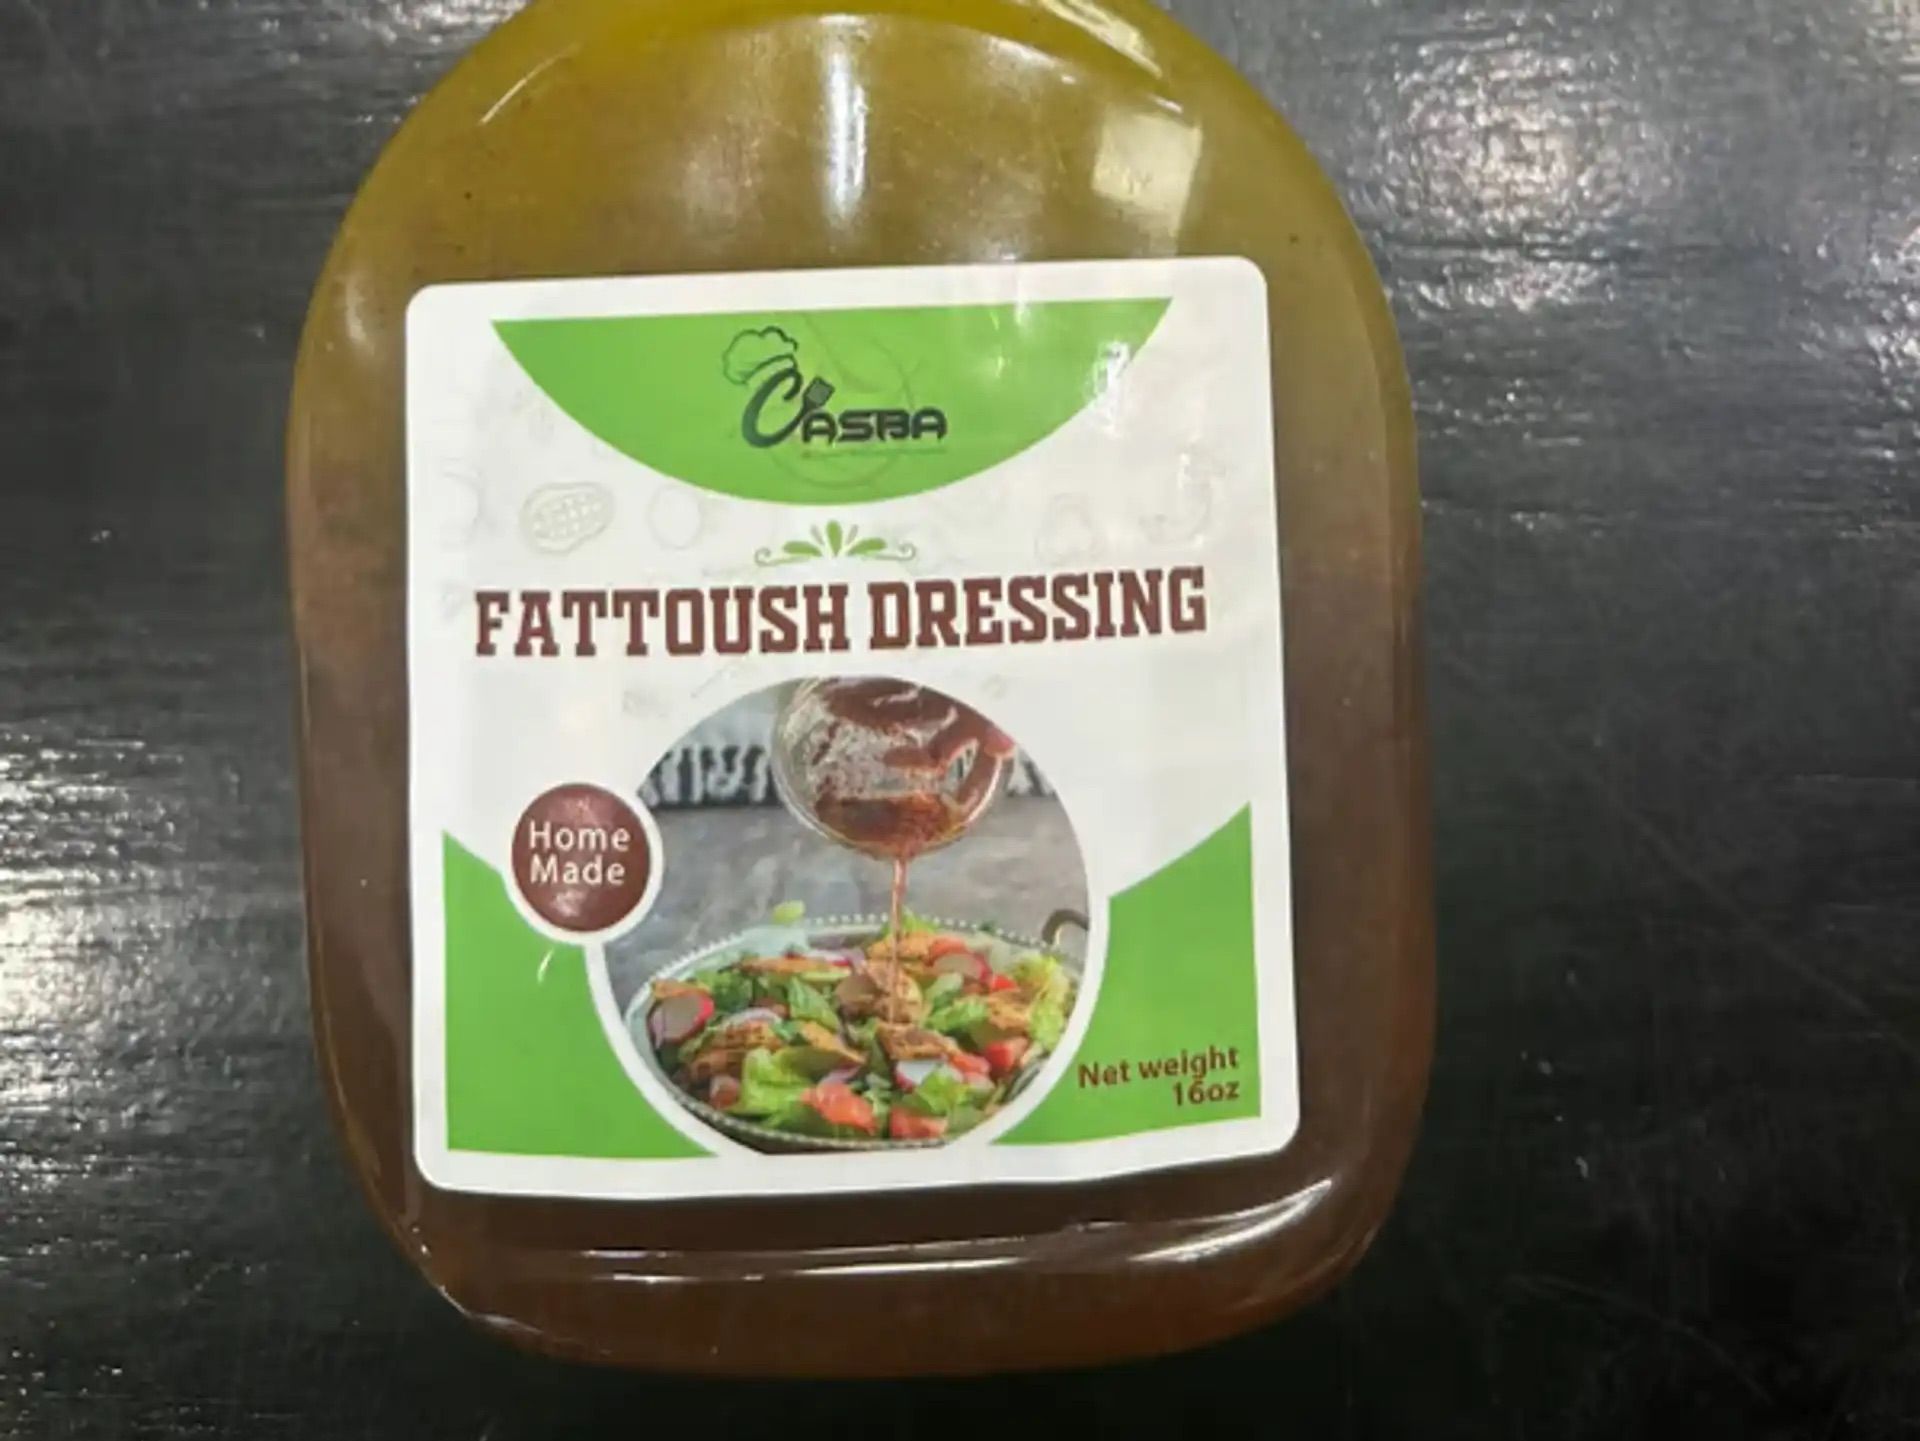 CASBA
FATTOUSH DRESSING
Home
Made
Net weight
16oz